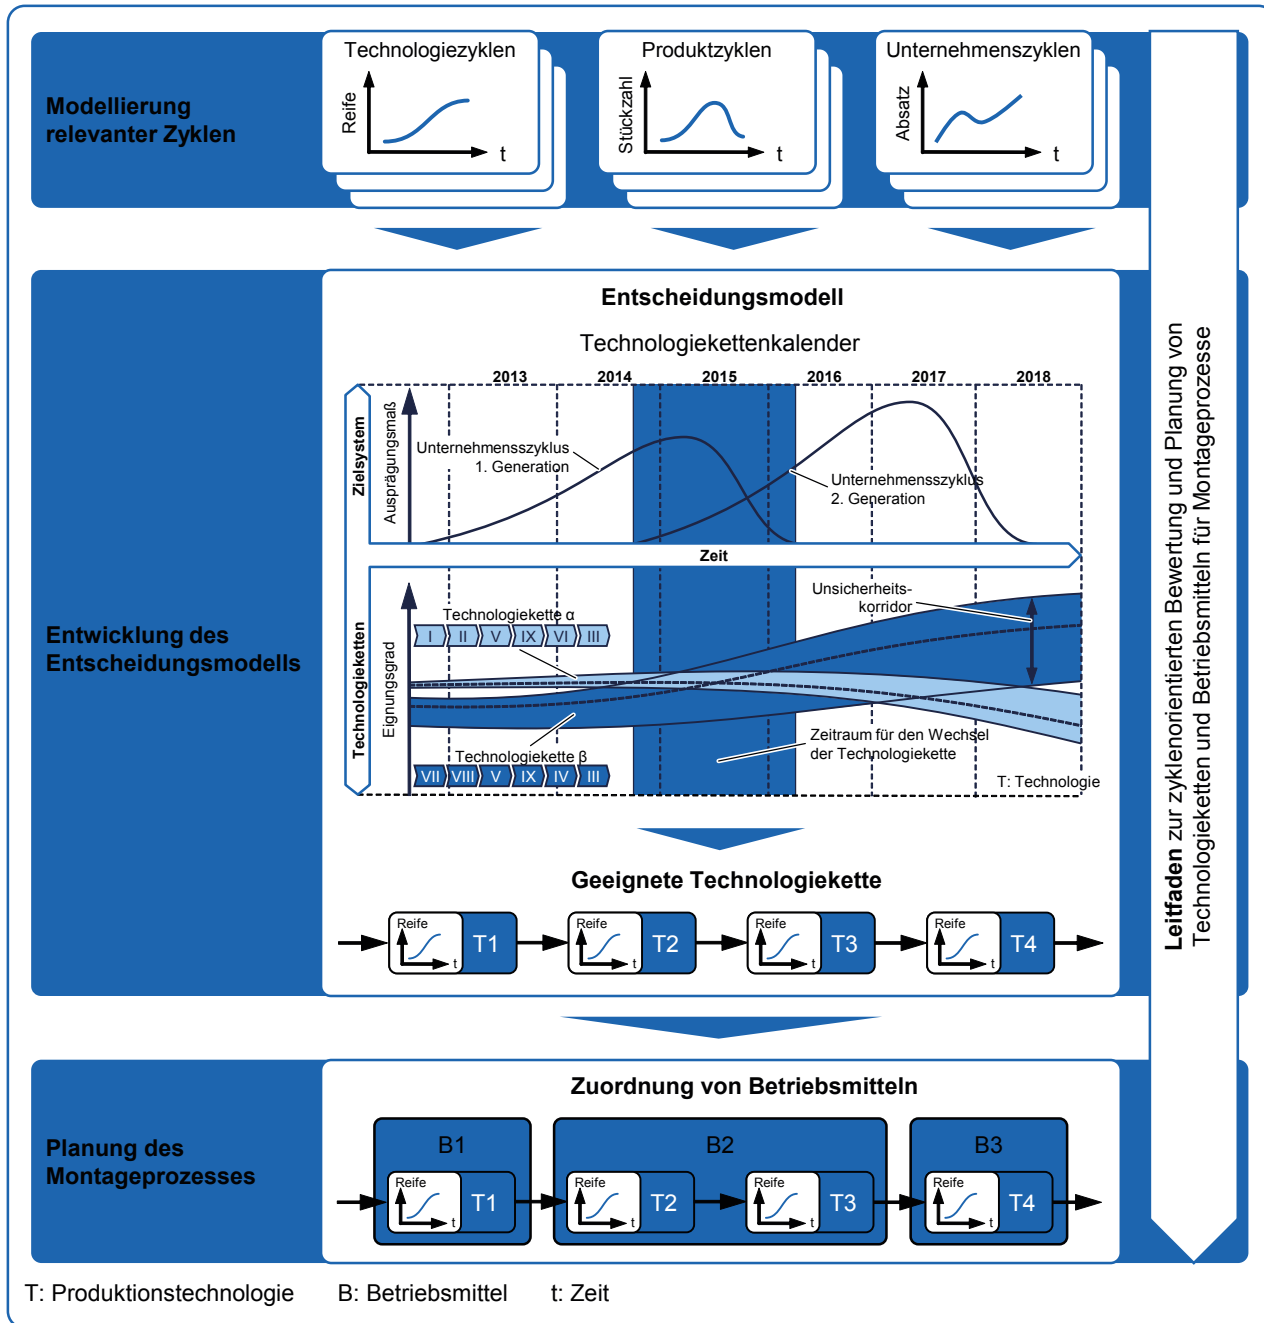 Modellierung
relevanter Zyklen
Technologiezyklen
Reife
t
Produktzyklen
Stückzahl
t
Unternehmenszyklen
Absatz
t
Entwicklung des
Entscheidungsmodells
Entscheidungsmodell
Technologiekettenkalender
2013 2014 2015 2016 2017 2018
Zielsystem
Ausprägungsmaß
Unternehmensszyklus
1. Generation
Unternehmensszyklus
2. Generation
Zeit
Technologieketten
Eignungsgrad
Technologiekette α
I II V IX VI III
Unsicherheits-
korridor
Technologiekette β
VII VIII V IX IV III
Zeitraum für den Wechsel
der Technologiekette
T: Technologie
Geeignete Technologiekette
Reife t T1 Reife t T2 Reife t T3 Reife t T4
Planung des
Montageprozesses
Zuordnung von Betriebsmitteln
B1 B2 B3
Reife t T1 Reife t T2 Reife t T3 Reife t T4
Leitfaden zur zyklenorientierten Bewertung und Planung von
Technologieketten und Betriebsmitteln für Montageprozesse
T: Produktionstechnologie B: Betriebsmittel t: Zeit